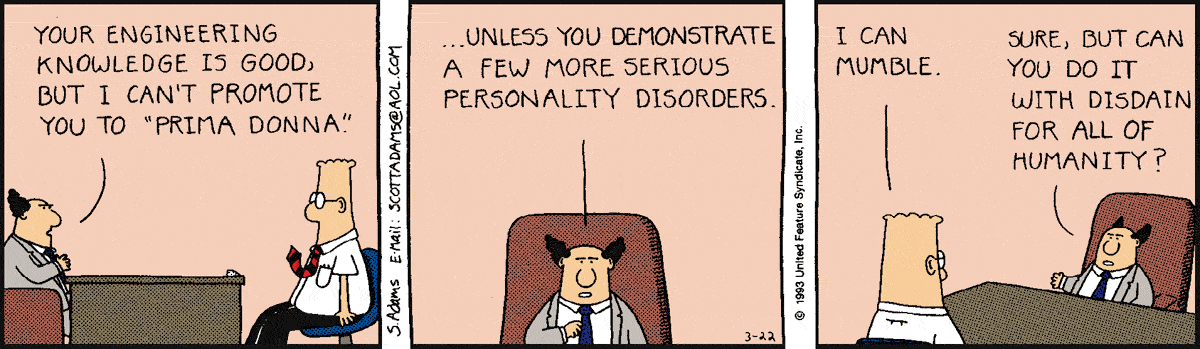 YOUR ENGINEERING
KNOWLEDGE IS GOOD,
BUT I CAN'T PROMOTE
YOU TO "PRIMA DONNA."
S.Adams E-Mail: SCOTTADAMS@AOL.COM
...UNLESS YOU DEMONSTRATE
A FEW MORE SERIOUS
PERSONALITY DISORDERS.
3-22
© 1993 United Feature Syndicate, Inc.
I CAN
MUMBLE.
SURE, BUT CAN
YOU DO IT
WITH DISDAIN
FOR ALL OF
HUMANITY?